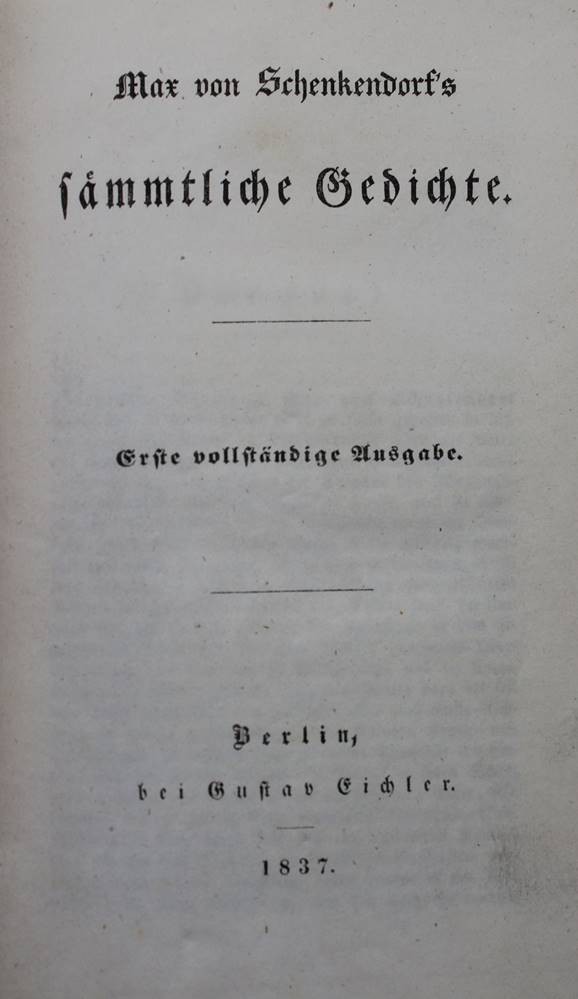 Max von Schenkendorf's
sämmtliche Gedichte.
Erste vollständige Ausgabe.
Berlin,
bei Gustav Eichler.
1837.